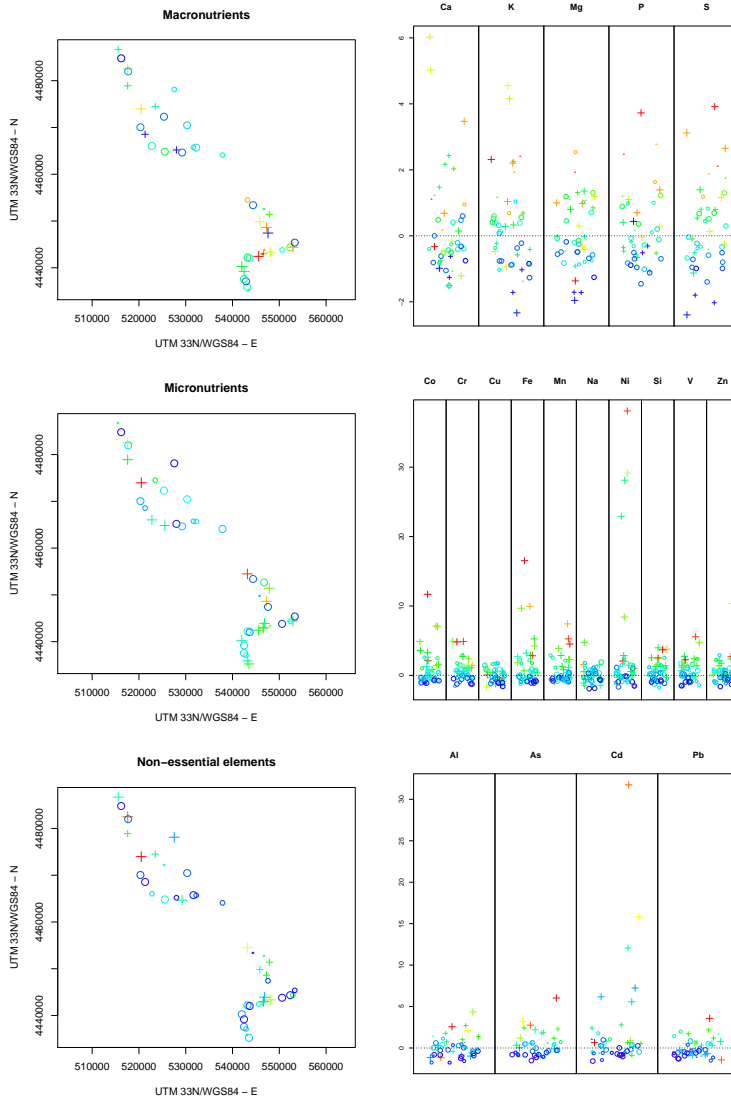 Macronutrients
UTM 33N/WGS84 − N
4440000 4460000 4480000
510000 520000 530000 540000 550000 560000
UTM 33N/WGS84 − E
Ca K Mg P S
6
4
2
0
−2
Micronutrients
UTM 33N/WGS84 − N
4440000 4460000 4480000
510000 520000 530000 540000 550000 560000
UTM 33N/WGS84 − E
Co Cr Cu Fe Mn Na Ni Si V Zn
30
20
10
0
Non−essential elements
UTM 33N/WGS84 − N
4440000 4460000 4480000
510000 520000 530000 540000 550000 560000
UTM 33N/WGS84 − E
Al As Cd Pb
30
25
20
15
10
5
0